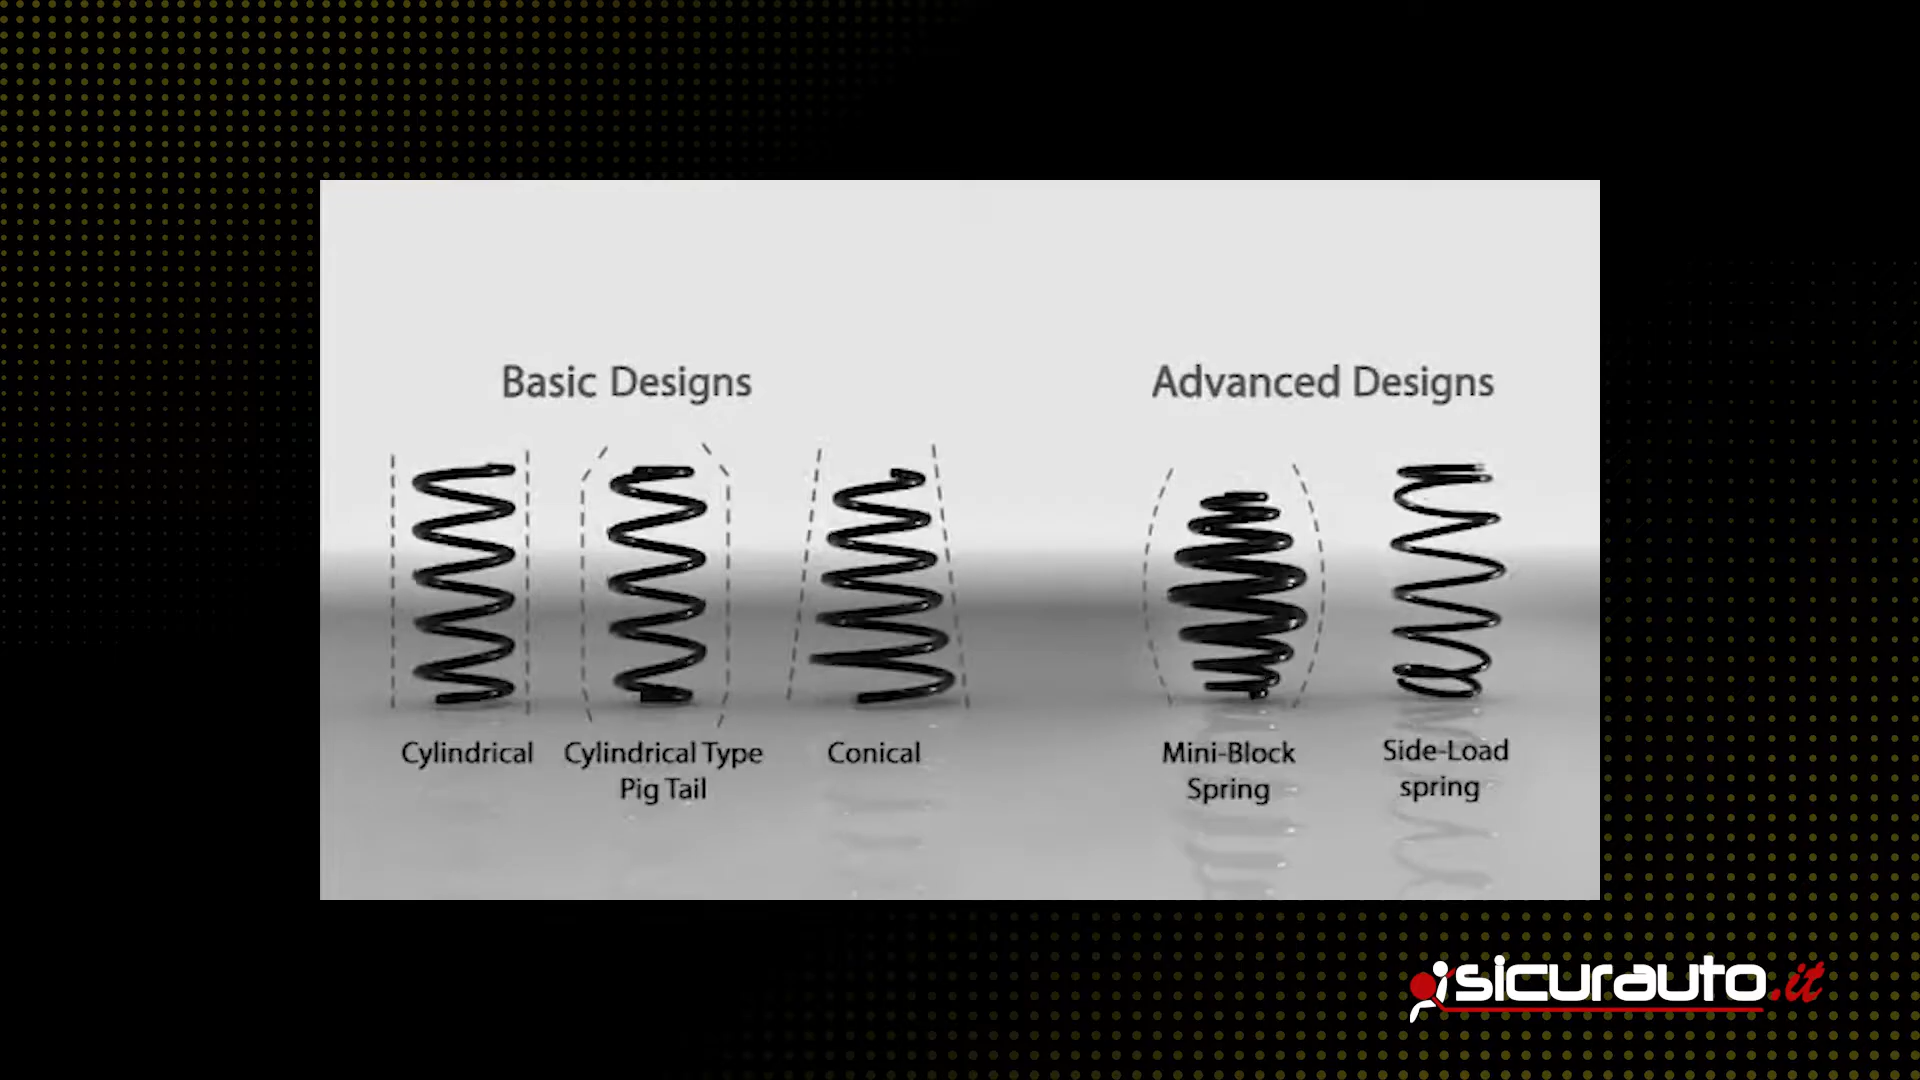 Basic Designs
Advanced Designs
Cylindrical
Cylindrical Type
Pig Tail
Conical
Mini-Block
Spring
Side-Load
spring
sicurauto.it